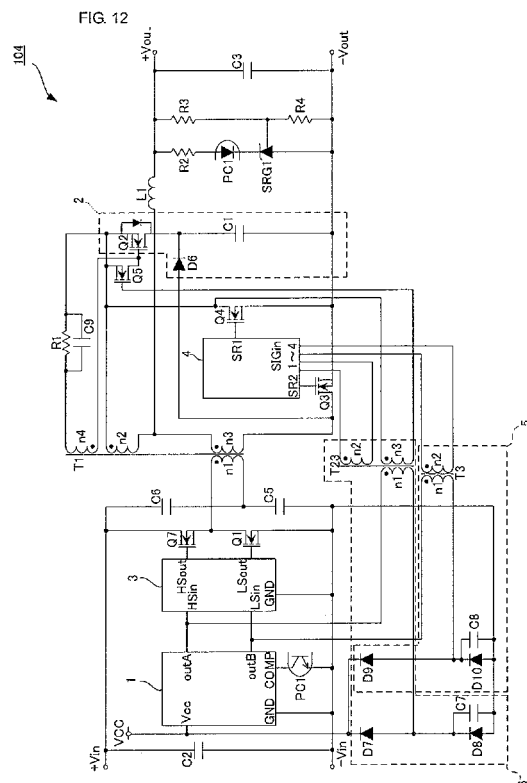 FIG. 12
104
+Vou.
-Vout
C3
R3
R4
R2
PC1
SRG1
L1
2
Q2
Q5
C1
D6
R1
C9
Q4
4
SR1
SIGin
SR2 1~4
Q3
n4
n2
T1
n1
n3
T23
n2
n1
n3
n1
n2
T3
5
C6
C5
Q7
Q1
3
HSout
HSin
LSout
LSin
GND
1
outA
outB
Vcc
COMP
GND
PC1
VCC
C2
+Vin
-Vin
D9
D10
C8
D7
D8
C7
6